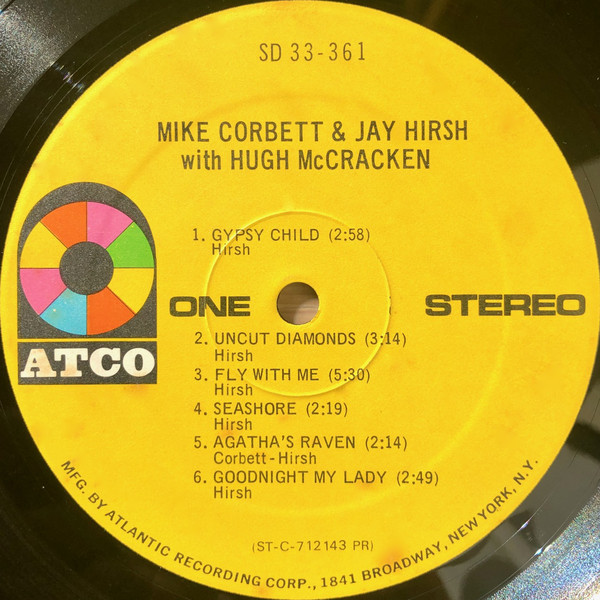 SD 33-361
MIKE CORBETT & JAY HIRSH
with HUGH McCRACKEN
1. GYPSY CHILD (2:58)
Hirsh
ONE
STEREO
ATCO
2. UNCUT DIAMONDS (3:14)
Hirsh
3. FLY WITH ME (5:30)
Hirsh
4. SEASHORE (2:19)
Hirsh
5. AGATHA'S RAVEN (2:14)
Corbett-Hirsh
6. GOODNIGHT MY LADY (2:49)
Hirsh
(ST-C-712143 PR)
MFG. BY ATLANTIC RECORDING CORP., 1841 BROADWAY, NEW YORK, N.Y.